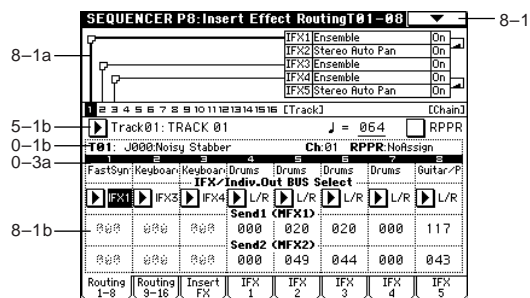 SEQUENCER P8:Insert Effect RoutingT01-08
8-1
IFX1 Ensemble On
IFX2 Stereo Auto Pan On
IFX3 Ensemble On
IFX4 Ensemble On
IFX5 Stereo Auto Pan On
8-1a
1 2 3 4 5 6 7 8 9 10 11 12 13 14 15 16 [Track] [Chain]
5-1b
Track01: TRACK 01 ♩ = 064 RPPR
0-1b
T01: J000:Noisy Stabber Ch:01 RPPR:NoAssign
0-3a
1 2 3 4 5 6 7 8
FastSyn Keyboar Keyboar Drums Drums Drums Drums Guitar/P
IFX/Indiv.Out BUS Select
IFX1 IFX3 IFX4 L/R L/R L/R L/R L/R
Send1 (MFX1)
000 000 000 000 020 020 000 117
8-1b
Send2 (MFX2)
000 000 000 000 049 044 000 043
Routing 1-8 Routing 9-16 Insert FX IFX 1 IFX 2 IFX 3 IFX 4 IFX 5